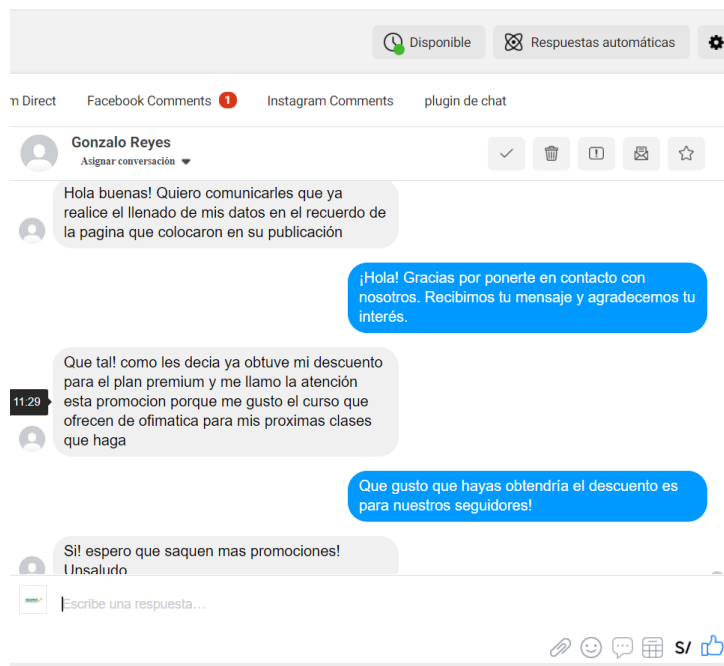 Disponible
Respuestas automáticas
m Direct
Facebook Comments 1
Instagram Comments
plugin de chat
Gonzalo Reyes
Asignar conversación
Hola buenas! Quiero comunicarles que ya
realice el llenado de mis datos en el recuerdo de
la pagina que colocaron en su publicación
¡Hola! Gracias por ponerte en contacto con
nosotros. Recibimos tu mensaje y agradecemos tu
interés.
Que tal! como les decia ya obtuve mi descuento
para el plan premium y me llamo la atención
11:29
esta promocion porque me gusto el curso que
ofrecen de ofimatica para mis proximas clases
que haga
Que gusto que hayas obtendría el descuento es
para nuestros seguidores!
Si! espero que saquen mas promociones!
Unsaludo
Escribe una respuesta...
S/